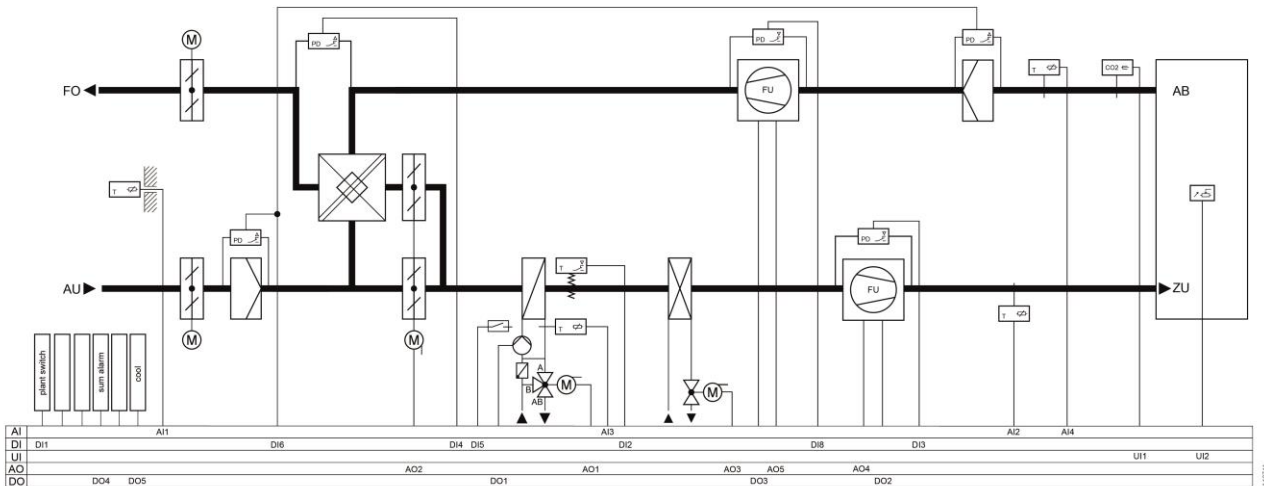 M
PD
PD
PD
FO
FU
T
CO2
AB
T
PD
PD
AU
FU
ZU
T
T
M
M
plant switch
sum alarm
cool
A
B
M
AB
M
AI AI1 AI3 AI2 AI4
DI DI1 DI6 DI4 DI5 DI2 DI8 DI3
UI UI1 UI2
AO AO2 AO1 AO3 AO5 AO4
DO DO4 DO5 DO1 DO3 DO2